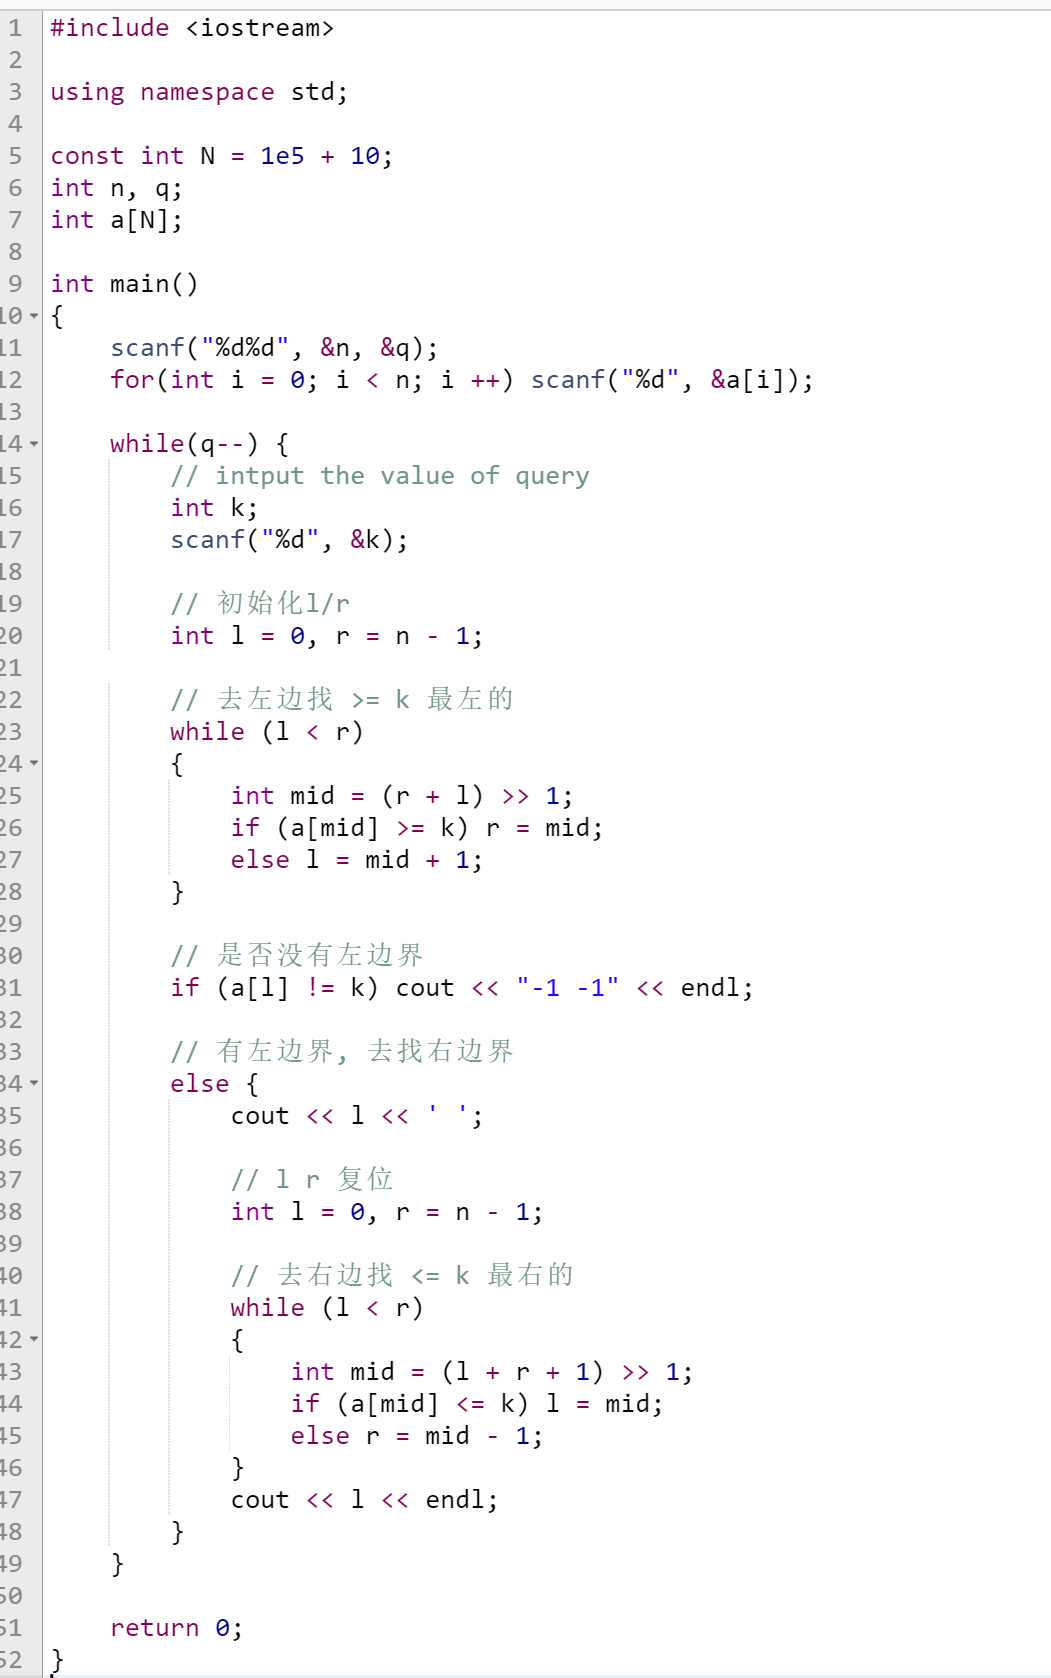 1 #include <iostream>
2
3 using namespace std;
4
5 const int N = 1e5 + 10;
6 int n, q;
7 int a[N];
8
9 int main()
10 {
11     scanf("%d%d", &n, &q);
12     for(int i = 0; i < n; i ++) scanf("%d", &a[i]);
13
14     while(q--) {
15         // intput the value of query
16         int k;
17         scanf("%d", &k);
18
19         // 初始化l/r
20         int l = 0, r = n - 1;
21
22         // 去左边找 >= k 最左的
23         while (l < r)
24         {
25             int mid = (r + l) >> 1;
26             if (a[mid] >= k) r = mid;
27             else l = mid + 1;
28         }
29
30         // 是否没有左边界
31         if (a[l] != k) cout << "-1 -1" << endl;
32
33         // 有左边界, 去找右边界
34         else {
35             cout << l << ' ';
36
37             // l r 复位
38             int l = 0, r = n - 1;
39
40             // 去右边找 <= k 最右的
41             while (l < r)
42             {
43                 int mid = (l + r + 1) >> 1;
44                 if (a[mid] <= k) l = mid;
45                 else r = mid - 1;
46             }
47             cout << l << endl;
48         }
49     }
50
51     return 0;
52 }